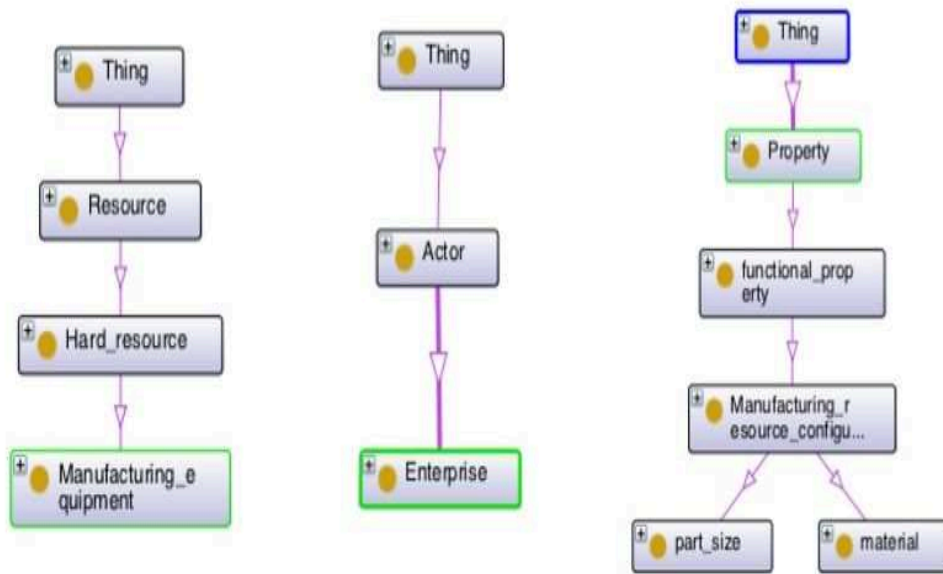 Thing
Resource
Hard_resource
Manufacturing_e
quipment
Thing
Actor
Enterprise
Thing
Property
functional_prop
erty
Manufacturing_r
esource_configu...
part_size
material